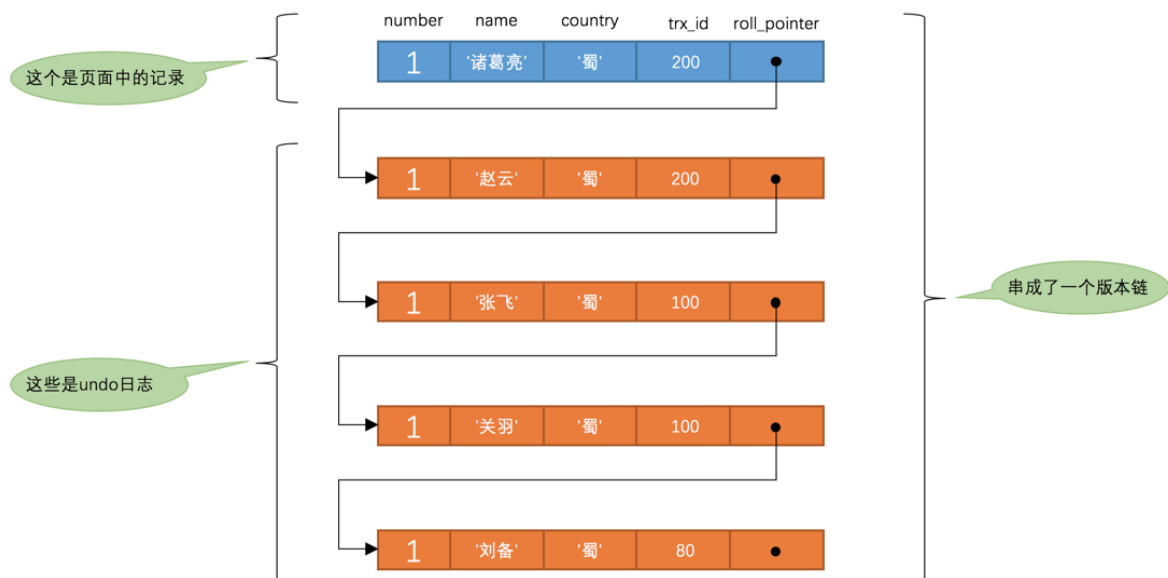 number name country trx_id roll_pointer
1 '诸葛亮' '蜀' 200
这个是页面中的记录
1 '赵云' '蜀' 200
1 '张飞' '蜀' 100
串成了一个版本链
这些是undo日志
1 '关羽' '蜀' 100
1 '刘备' '蜀' 80